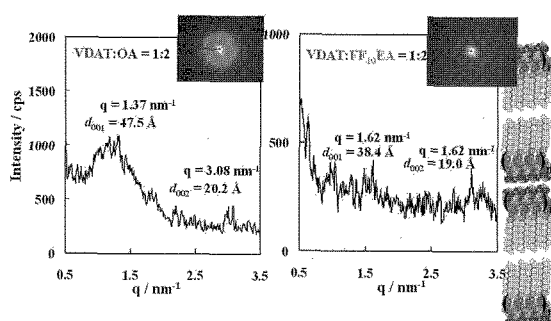 VDAT:OA = 1:2
2000
1500
1000
500
0
Intensity / cps
q = 1.37 nm⁻¹
d₀₀₁ = 47.5 Å
q = 3.08 nm⁻¹
d₀₀₂ = 20.2 Å
0.5 1.5 2.5 3.5
q / nm⁻¹
1000
500
0
VDAT:FF₁₀EA = 1:2
q = 1.62 nm⁻¹
d₀₀₁ = 38.4 Å
q = 1.62 nm⁻¹
d₀₀₂ = 19.0 Å
0.5 1.5 2.5 3.5
q / nm⁻¹